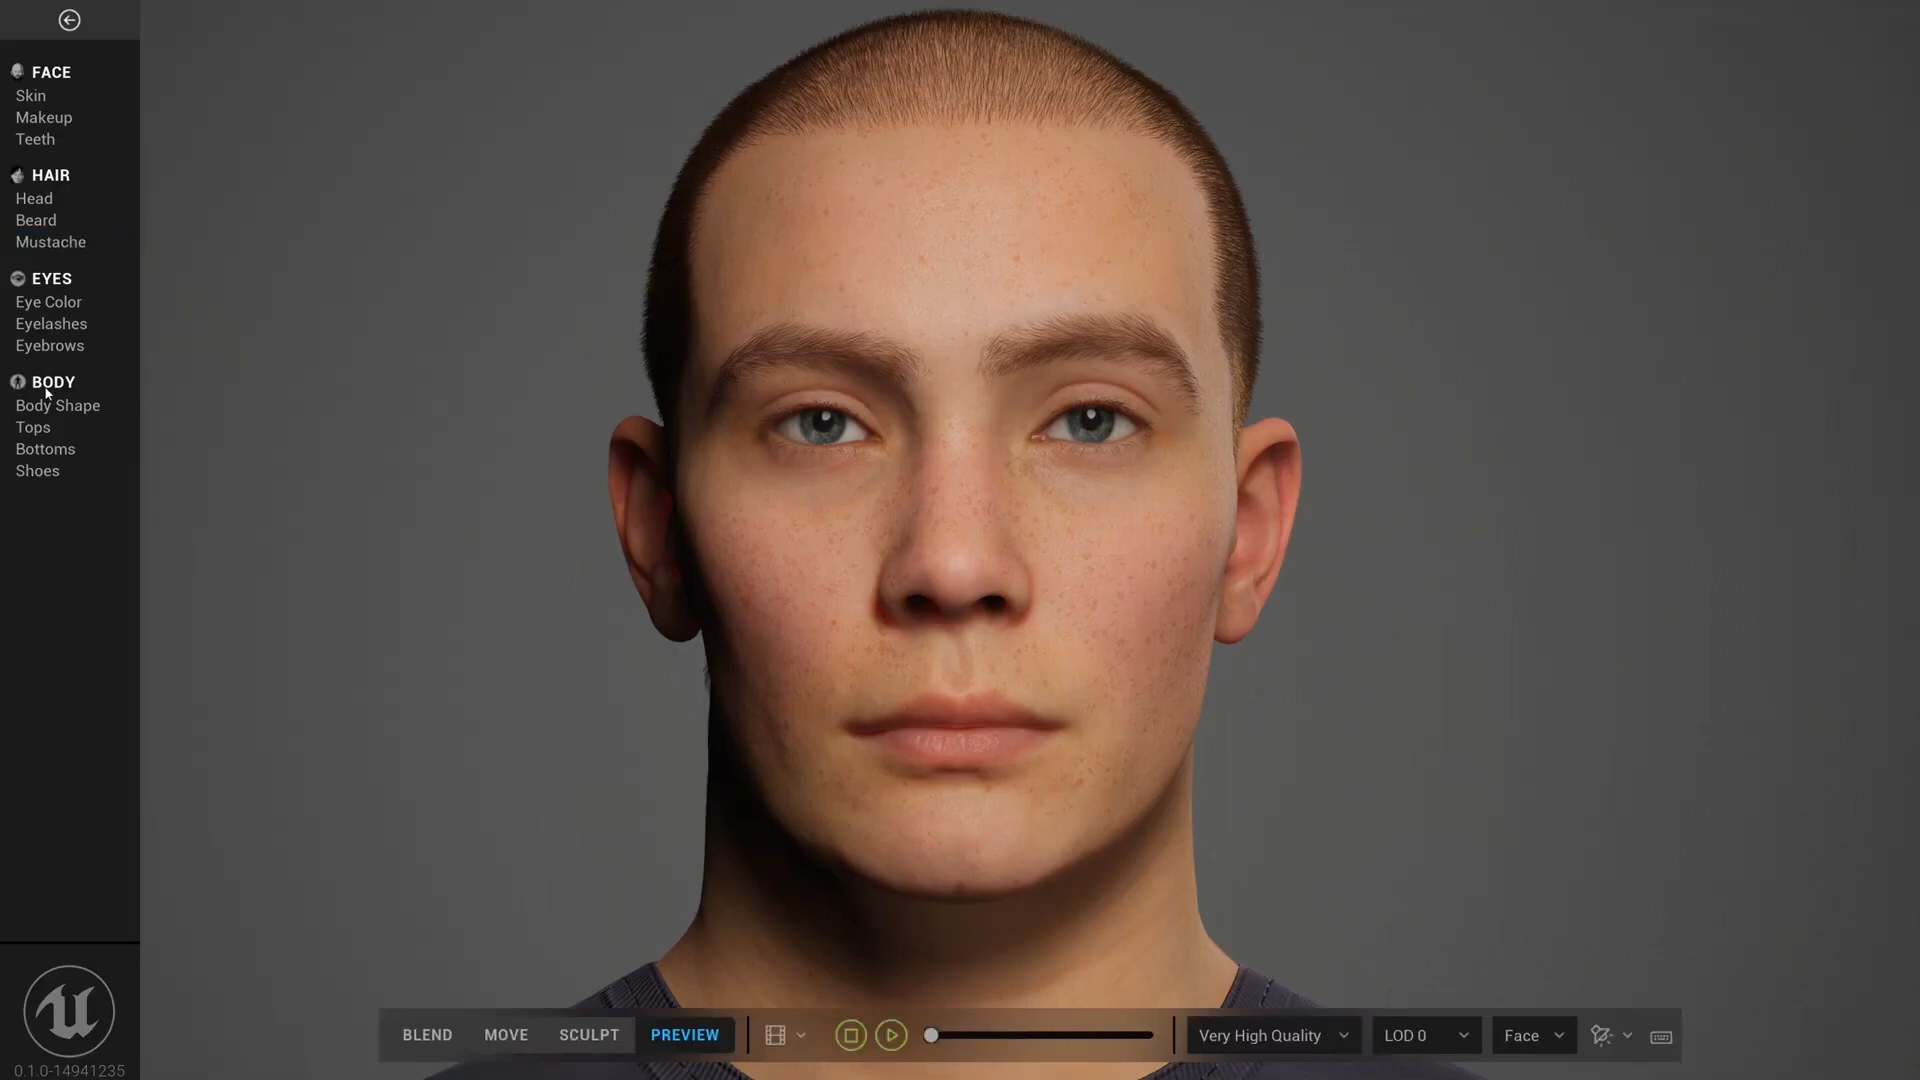 FACE
Skin
Makeup
Teeth
HAIR
Head
Beard
Mustache
EYES
Eye Color
Eyelashes
Eyebrows
BODY
Body Shape
Tops
Bottoms
Shoes
0.1.0-14941235
BLEND MOVE SCULPT PREVIEW Very High Quality LOD 0 Face